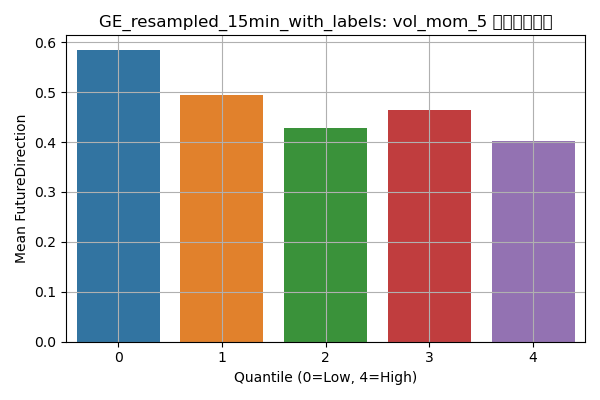 GE_resampled_15min_with_labels: vol_mom_5
Mean FutureDirection
0.6
0.5
0.4
0.3
0.2
0.1
0.0
0 1 2 3 4
Quantile (0=Low, 4=High)